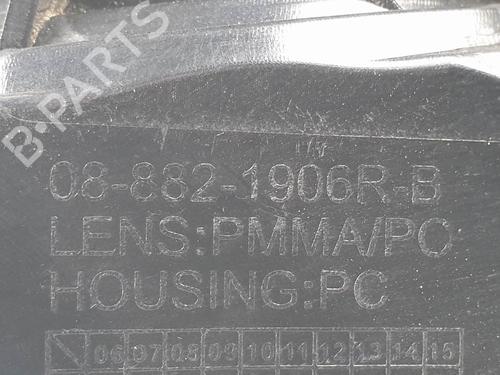 B-PARTS
08-882-1906R-B
LENS:PMMA/PC
HOUSING:PC
06 07 08 09 10 11 12 13 14 15